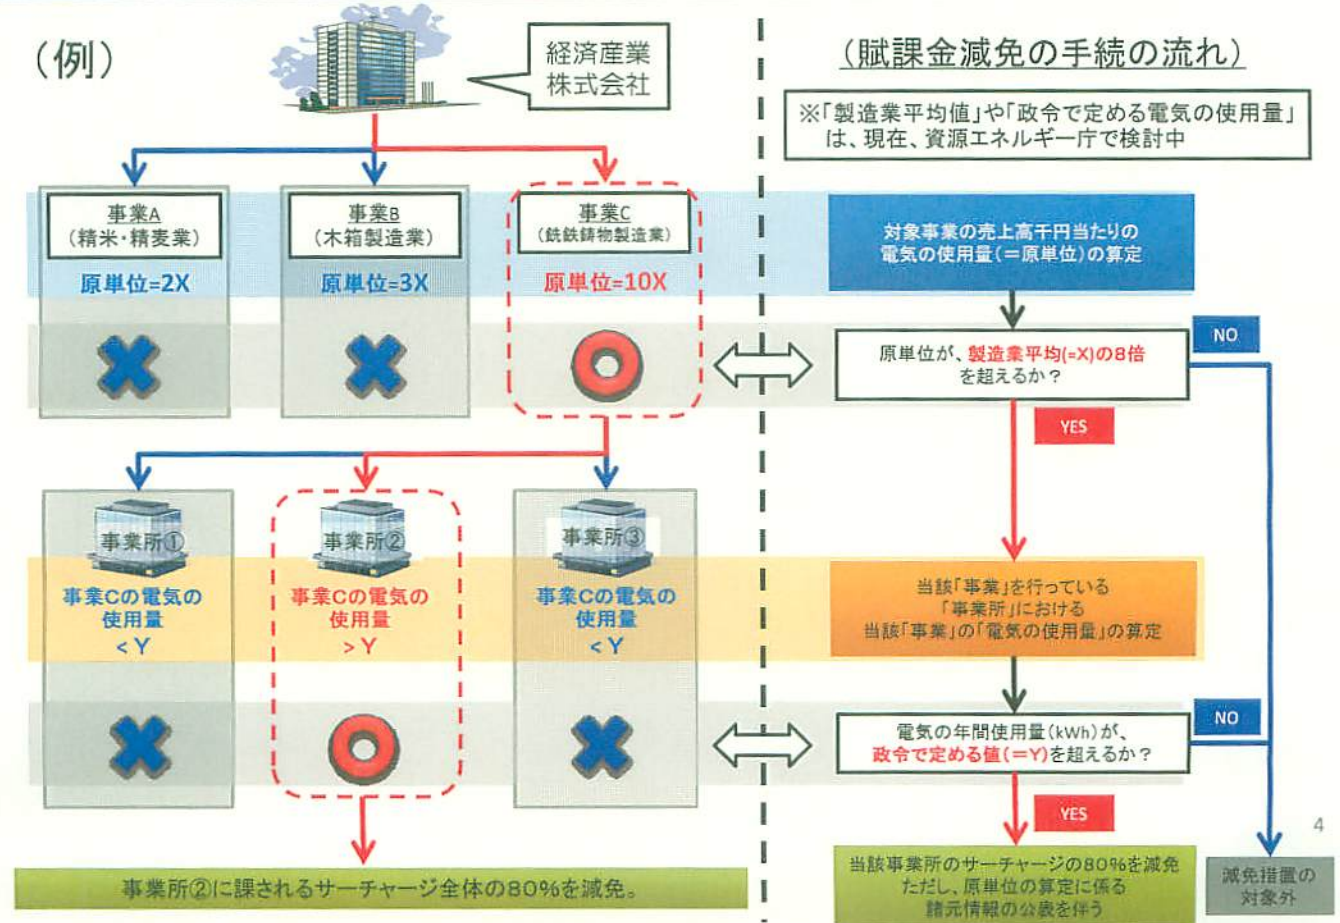 (例)
経済産業
株式会社
事業A
(精米・精麦業)
原単位=2X
事業B
(木箱製造業)
原単位=3X
事業C
(銑鉄鋳物製造業)
原単位=10X
事業所①
事業Cの電気の
使用量
<Y
事業所②
事業Cの電気の
使用量
>Y
事業所③
事業Cの電気の
使用量
<Y
事業所②に課されるサーチャージ全体の80%を減免。
(賦課金減免の手続の流れ)
※「製造業平均値」や「政令で定める電気の使用量」
は、現在、資源エネルギー庁で検討中
対象事業の売上高千円当たりの
電気の使用量(=原単位)の算定
原単位が、製造業平均(=X)の8倍
を超えるか?
NO
YES
当該「事業」を行っている
「事業所」における
当該「事業」の「電気の使用量」の算定
電気の年間使用量(kWh)が、
政令で定める値(=Y)を超えるか?
NO
YES
当該事業所のサーチャージの80%を減免
ただし、原単位の算定に係る
諸元情報の公表を伴う
減免措置の
対象外
4